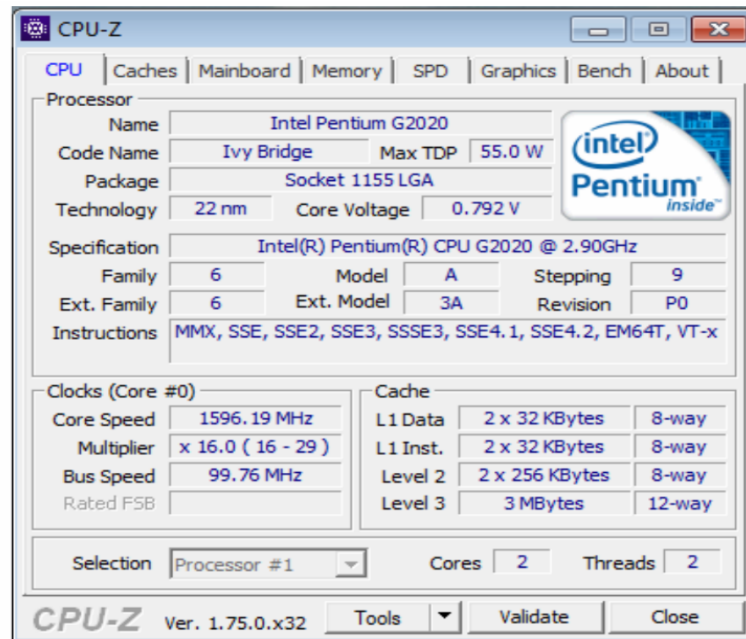 CPU-Z
CPU Caches Mainboard Memory SPD Graphics Bench About
Processor
Name Intel Pentium G2020
Code Name Ivy Bridge Max TDP 55.0 W
Package Socket 1155 LGA
Technology 22 nm Core Voltage 0.792 V
(intel)
Pentium®
inside™
Specification Intel(R) Pentium(R) CPU G2020 @ 2.90GHz
Family 6 Model A Stepping 9
Ext. Family 6 Ext. Model 3A Revision P0
Instructions MMX, SSE, SSE2, SSE3, SSSE3, SSE4.1, SSE4.2, EM64T, VT-x
Clocks (Core #0)
Core Speed 1596.19 MHz
Multiplier x 16.0 ( 16 - 29 )
Bus Speed 99.76 MHz
Rated FSB
Cache
L1 Data 2 x 32 KBytes 8-way
L1 Inst. 2 x 32 KBytes 8-way
Level 2 2 x 256 KBytes 8-way
Level 3 3 MBytes 12-way
Selection Processor #1 Cores 2 Threads 2
CPU-Z Ver. 1.75.0.x32 Tools Validate Close